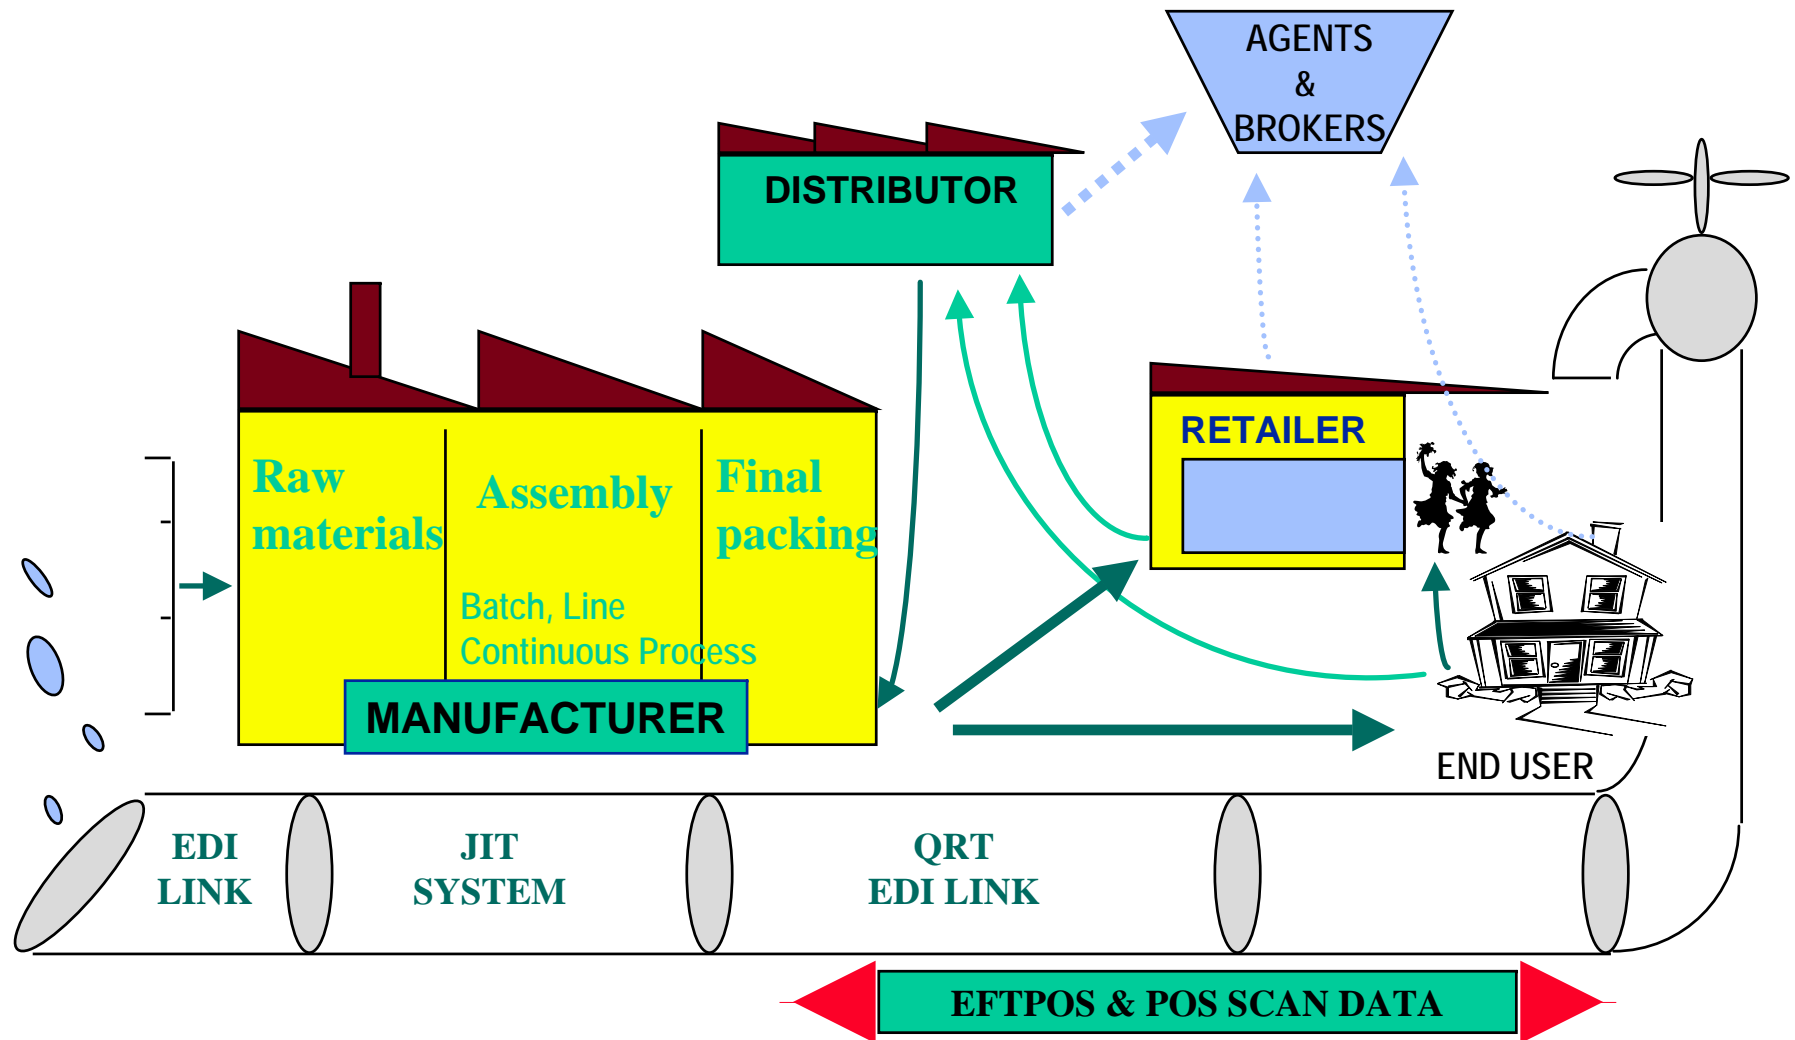 AGENTS
&
BROKERS
DISTRIBUTOR
RETAILER
Raw
materials
Assembly
Final
packing
Batch, Line
Continuous Process
MANUFACTURER
END USER
EDI
LINK
JIT
SYSTEM
QRT
EDI LINK
EFTPOS & POS SCAN DATA